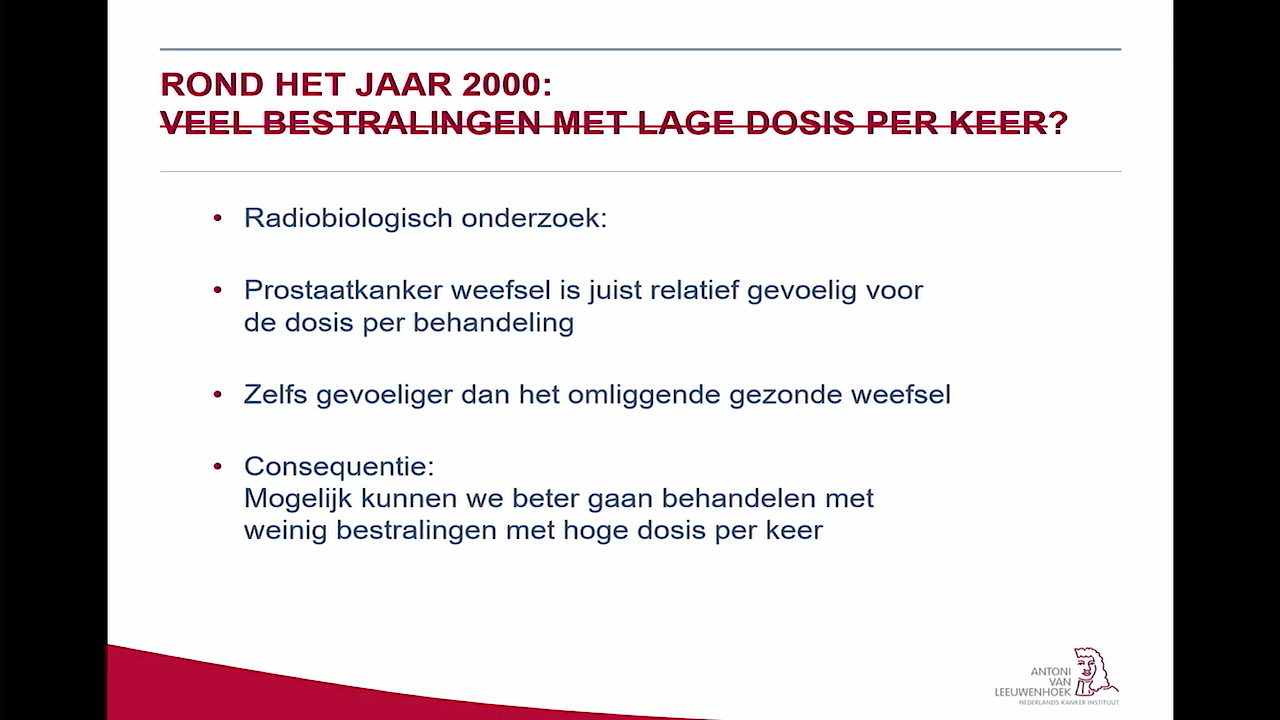 ROND HET JAAR 2000:
VEEL BESTRALINGEN MET LAGE DOSIS PER KEER?
• Radiobiologisch onderzoek:
• Prostaatkanker weefsel is juist relatief gevoelig voor
de dosis per behandeling
• Zelfs gevoeliger dan het omliggende gezonde weefsel
• Consequentie:
Mogelijk kunnen we beter gaan behandelen met
weinig bestralingen met hoge dosis per keer
ANTONI
VAN
LEEUWENHOEK
NEDERLANDS KANKER INSTITUUT